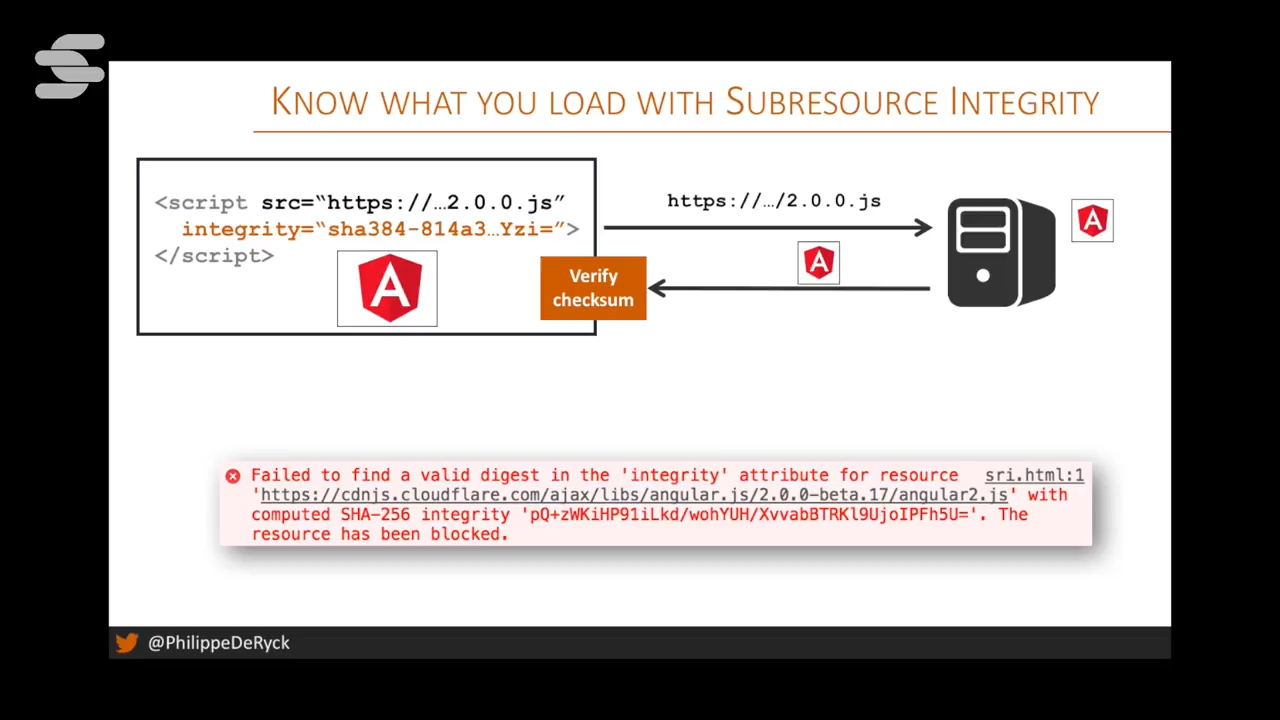 KNOW WHAT YOU LOAD WITH SUBRESOURCE INTEGRITY
<script src=“https://…2.0.0.js”
integrity=“sha384-814a3…Yzi=”>
</script>
https://…/2.0.0.js
Verify
checksum
Failed to find a valid digest in the 'integrity' attribute for resource sri.html:1
'https://cdnjs.cloudflare.com/ajax/libs/angular.js/2.0.0-beta.17/angular2.js' with
computed SHA-256 integrity 'pQ+zWKiHP91iLkd/wohYUH/XvvabBTRKl9UjoIPFh5U='. The
resource has been blocked.
@PhilippeDeRyck